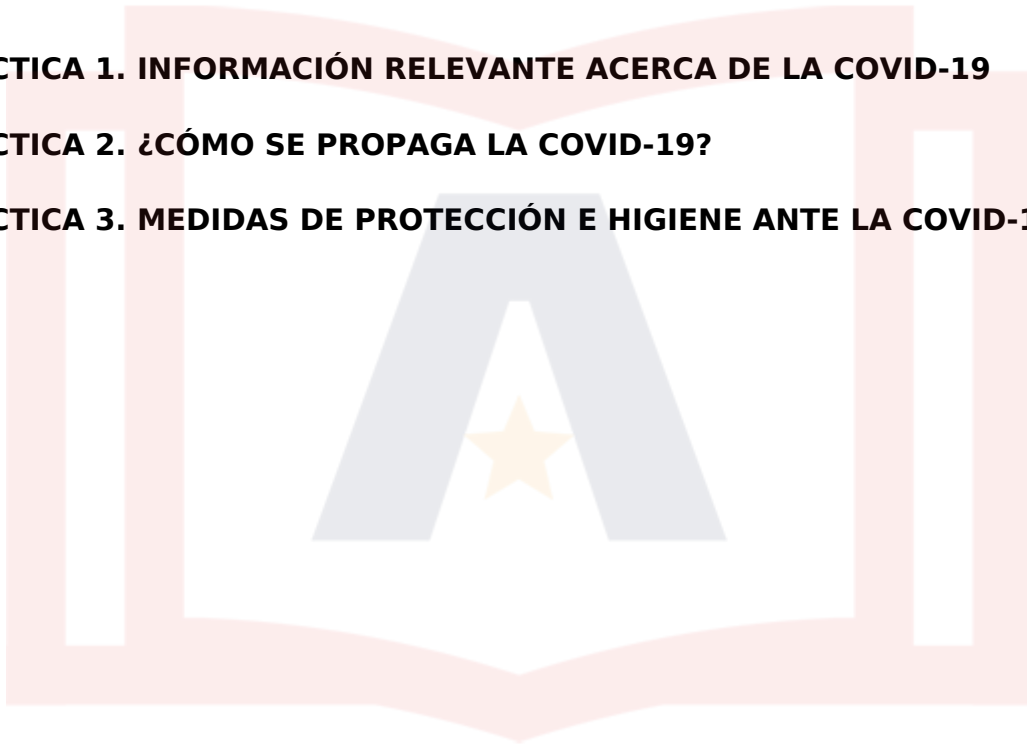 CTICA 1. INFORMACIÓN RELEVANTE ACERCA DE LA COVID-19
CTICA 2. ¿CÓMO SE PROPAGA LA COVID-19?
CTICA 3. MEDIDAS DE PROTECCIÓN E HIGIENE ANTE LA COVID-1